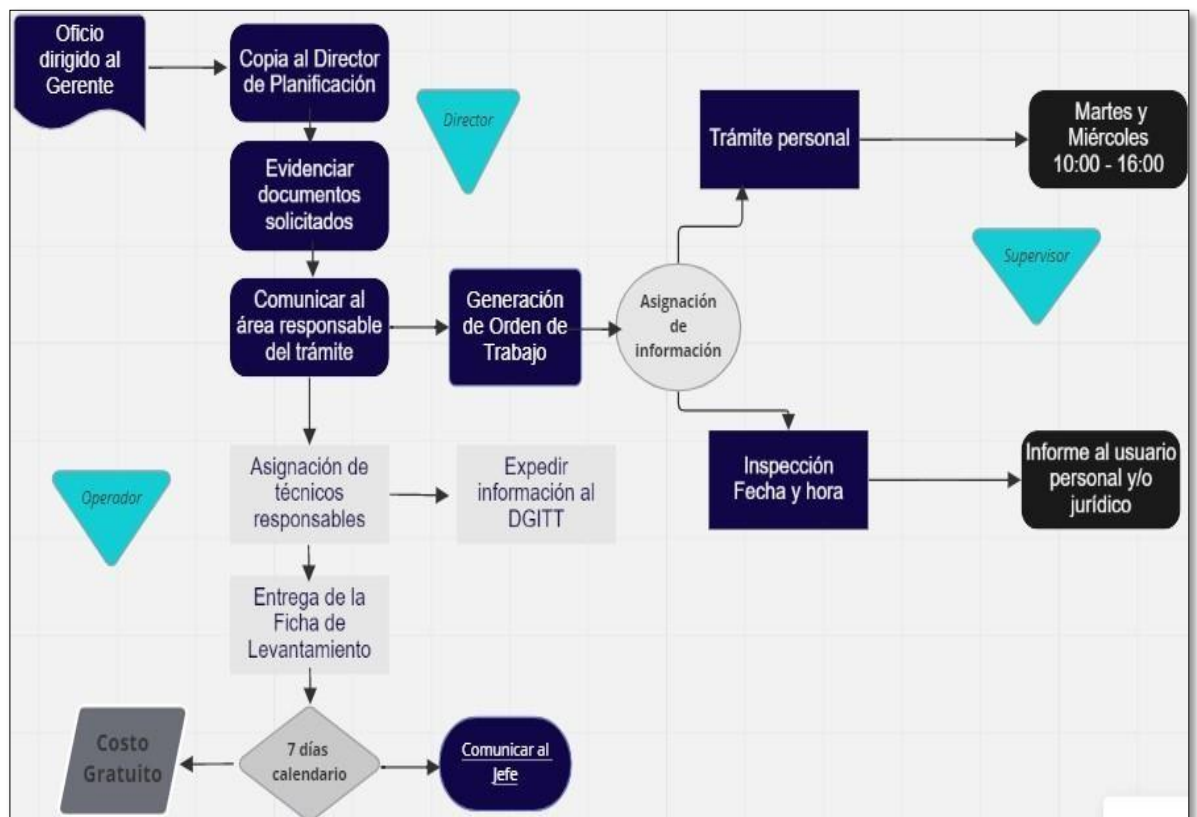 Oficio
dirigido al
Gerente
Copia al Director
de Planificación
Director
Evidenciar
documentos
solicitados
Comunicar al
área responsable
del trámite
Generación
de Orden de
Trabajo
Asignación
de
información
Trámite personal
Martes y
Miércoles
10:00 - 16:00
Supervisor
Inspección
Fecha y hora
Informe al usuario
personal y/o
jurídico
Operador
Asignación de
técnicos
responsables
Expedir
información al
DGITT
Entrega de la
Ficha de
Levantamiento
7 días
calendario
Costo
Gratuito
Comunicar al
Jefe